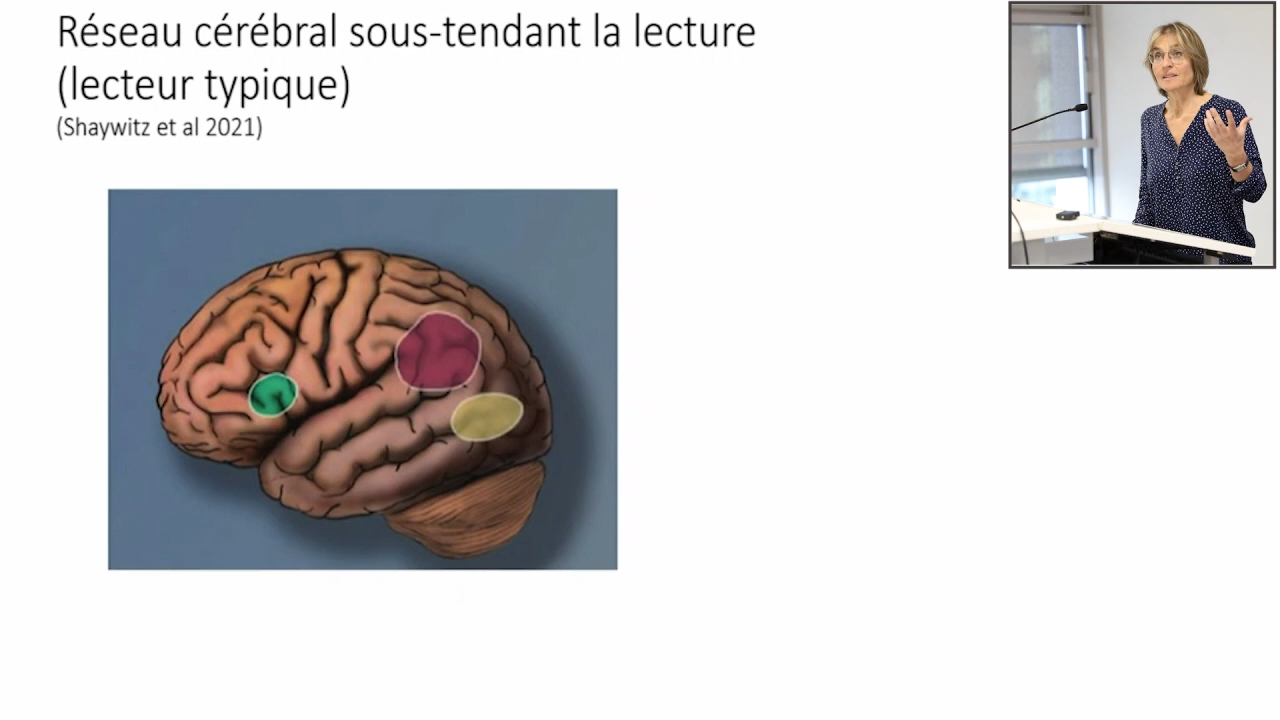 Réseau cérébral sous-tendant la lecture
(lecteur typique)
(Shaywitz et al 2021)